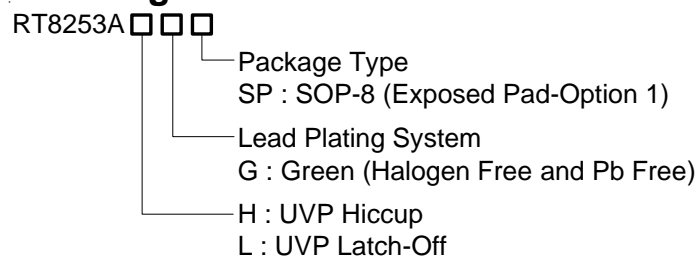 RT8253A□□□
Package Type
SP : SOP-8 (Exposed Pad-Option 1)
Lead Plating System
G : Green (Halogen Free and Pb Free)
H : UVP Hiccup
L : UVP Latch-Off